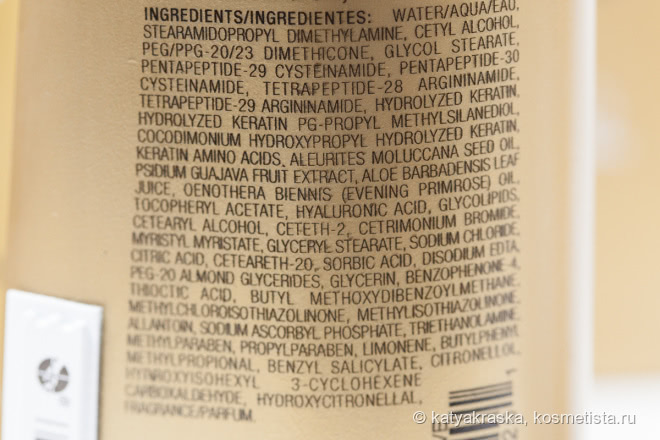 INGREDIENTS/INGREDIENTES: WATER/AQUA/EAU,
STEARAMIDOPROPYL DIMETHYLAMINE, CETYL ALCOHOL,
PEG/PPG-20/23 DIMETHICONE, GLYCOL STEARATE,
PENTAPEPTIDE-29 CYSTEINAMIDE, PENTAPEPTIDE-30
CYSTEINAMIDE, TETRAPEPTIDE-28 ARGININAMIDE,
TETRAPEPTIDE-29 ARGININAMIDE, HYDROLYZED KERATIN,
HYDROLYZED KERATIN PG-PROPYL METHYLSILANEDIOL,
COCODIMONIUM HYDROXYPROPYL HYDROLYZED KERATIN,
KERATIN AMINO ACIDS, ALEURITES MOLUCCANA SEED OIL,
PSIDIUM GUAJAVA FRUIT EXTRACT, ALOE BARBADENSIS LEAF
JUICE, OENOTHERA BIENNIS (EVENING PRIMROSE) OIL,
TOCOPHERYL ACETATE, HYALURONIC ACID, GLYCOLIPIDS,
CETEARYL ALCOHOL, CETETH-2, CETRIMONIUM BROMIDE,
MYRISTYL MYRISTATE, GLYCERYL STEARATE, SODIUM CHLORIDE,
CITRIC ACID, CETEARETH-20, SORBIC ACID, DISODIUM EDTA,
PEG-20 ALMOND GLYCERIDES, GLYCERIN, BENZOPHENONE-4,
THIOCTIC ACID, BUTYL METHOXYDIBENZOYLMETHANE,
METHYLCHLOROISOTHIAZOLINONE, METHYLISOTHIAZOLINONE,
ALLANTOIN, SODIUM ASCORBYL PHOSPHATE, TRIETHANOLAMINE,
METHYLPARABEN, PROPYLPARABEN, LIMONENE, BUTYLPHENYL
METHYLPROPIONAL, BENZYL SALICYLATE, CITRONELLOL,
HYNROXYISOHEXYL 3-CYCLOHEXENE
CARBOXALDEHYDE, HYDROXYCITRONELLAL,
FRAGRANCE/PARFUM.
© katyakraska, kosmetista.ru